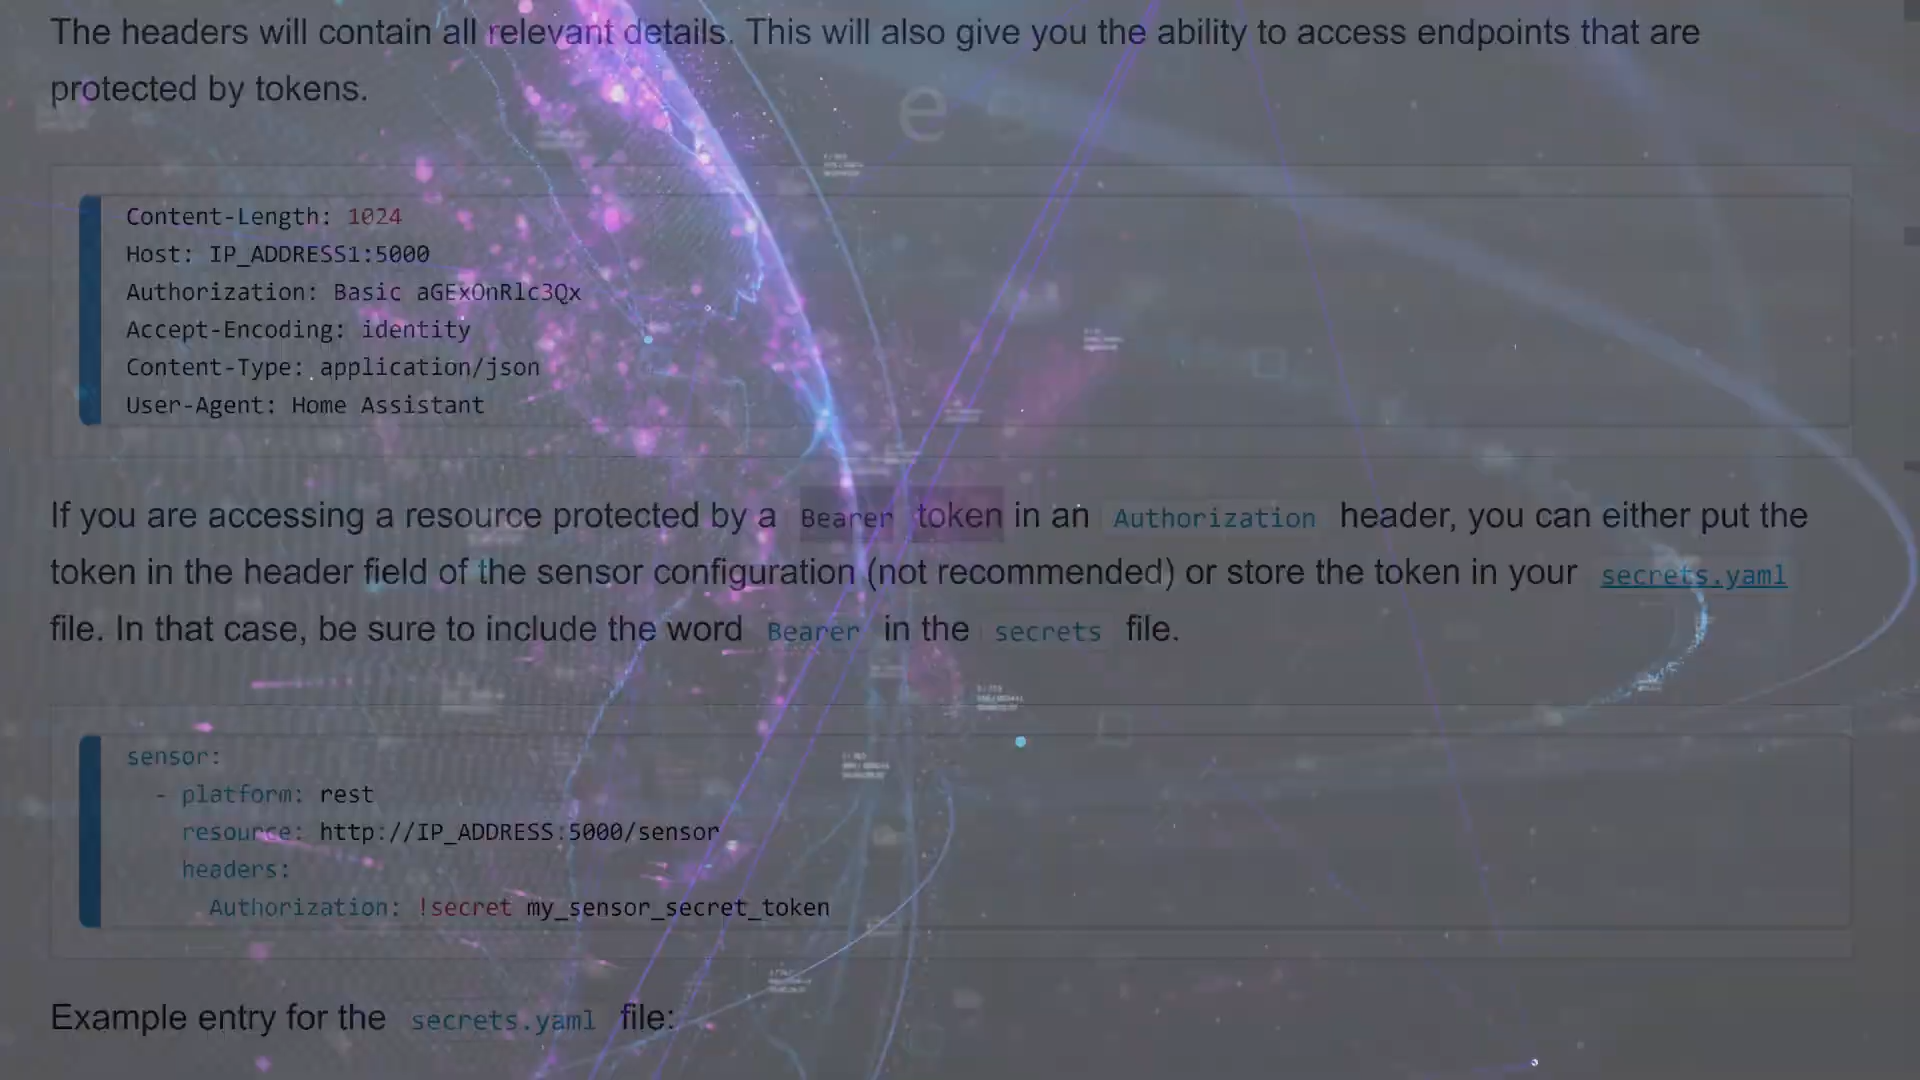 The headers will contain all relevant details. This will also give you the ability to access endpoints that are
protected by tokens.
e
Content-Length: 1024
Host: IP_ADDRESS1:5000
Authorization: Basic aGExOnRlc3Qx
Accept-Encoding: identity
Content-Type: application/json
User-Agent: Home Assistant
If you are accessing a resource protected by a Bearer token in an Authorization header, you can either put the
token in the header field of the sensor configuration (not recommended) or store the token in your secrets.yaml
file. In that case, be sure to include the word Bearer in the secrets file.
sensor:
  - platform: rest
    resource: http://IP_ADDRESS:5000/sensor
    headers:
      Authorization: !secret my_sensor_secret_token
Example entry for the secrets.yaml file: